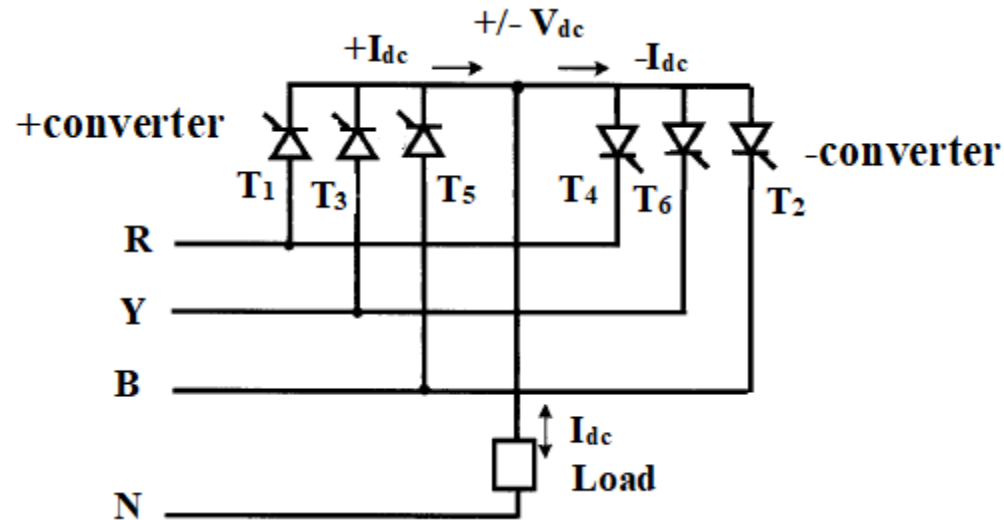 +/- Vdc
+Idc
-Idc
+converter
-converter
T1
T3
T5
T4
T6
T2
R
Y
B
Idc
Load
N